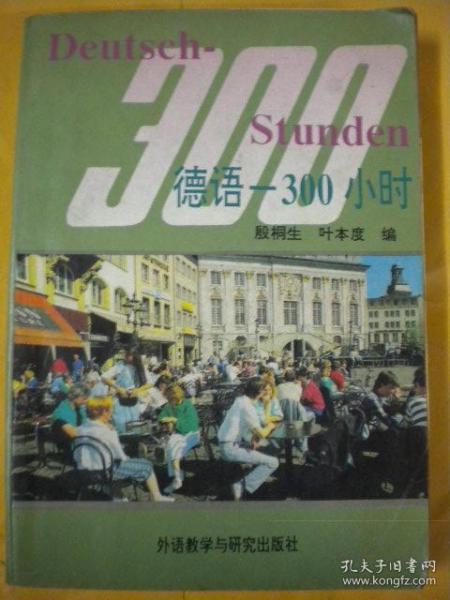 Deutsch-
300
Stunden
德语－300 小时
殷桐生 叶本度 编
外语教学与研究出版社
孔夫子旧书网
www.kongfz.com